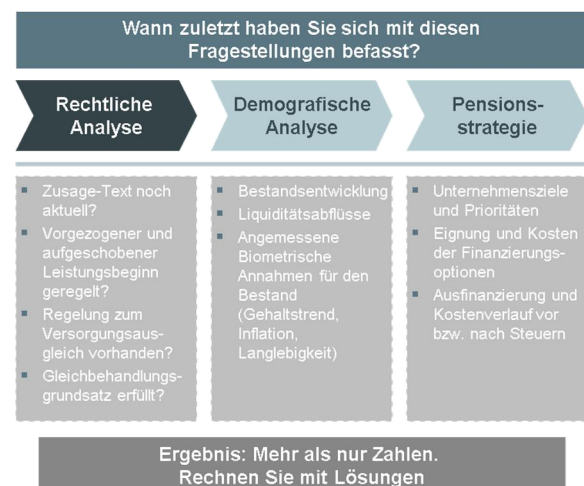 Wann zuletzt haben Sie sich mit diesen
Fragestellungen befasst?
Rechtliche
Analyse
Demografische
Analyse
Pensions-
strategie
Zusage-Text noch
aktuell?
Vorgezogener und
aufgeschobener
Leistungsbeginn
geregelt?
Regelung zum
Versorgungsaus-
gleich vorhanden?
Gleichbehandlungs-
grundsatz erfüllt?
Bestandsentwicklung
Liquiditätsabflüsse
Angemessene
Biometrische
Annahmen für den
Bestand
(Gehaltstrend,
Inflation,
Langlebigkeit)
Unternehmensziele
und Prioritäten
Eignung und Kosten
der Finanzierungs-
optionen
Ausfinanzierung und
Kostenverlauf vor
bzw. nach Steuern
Ergebnis: Mehr als nur Zahlen.
Rechnen Sie mit Lösungen